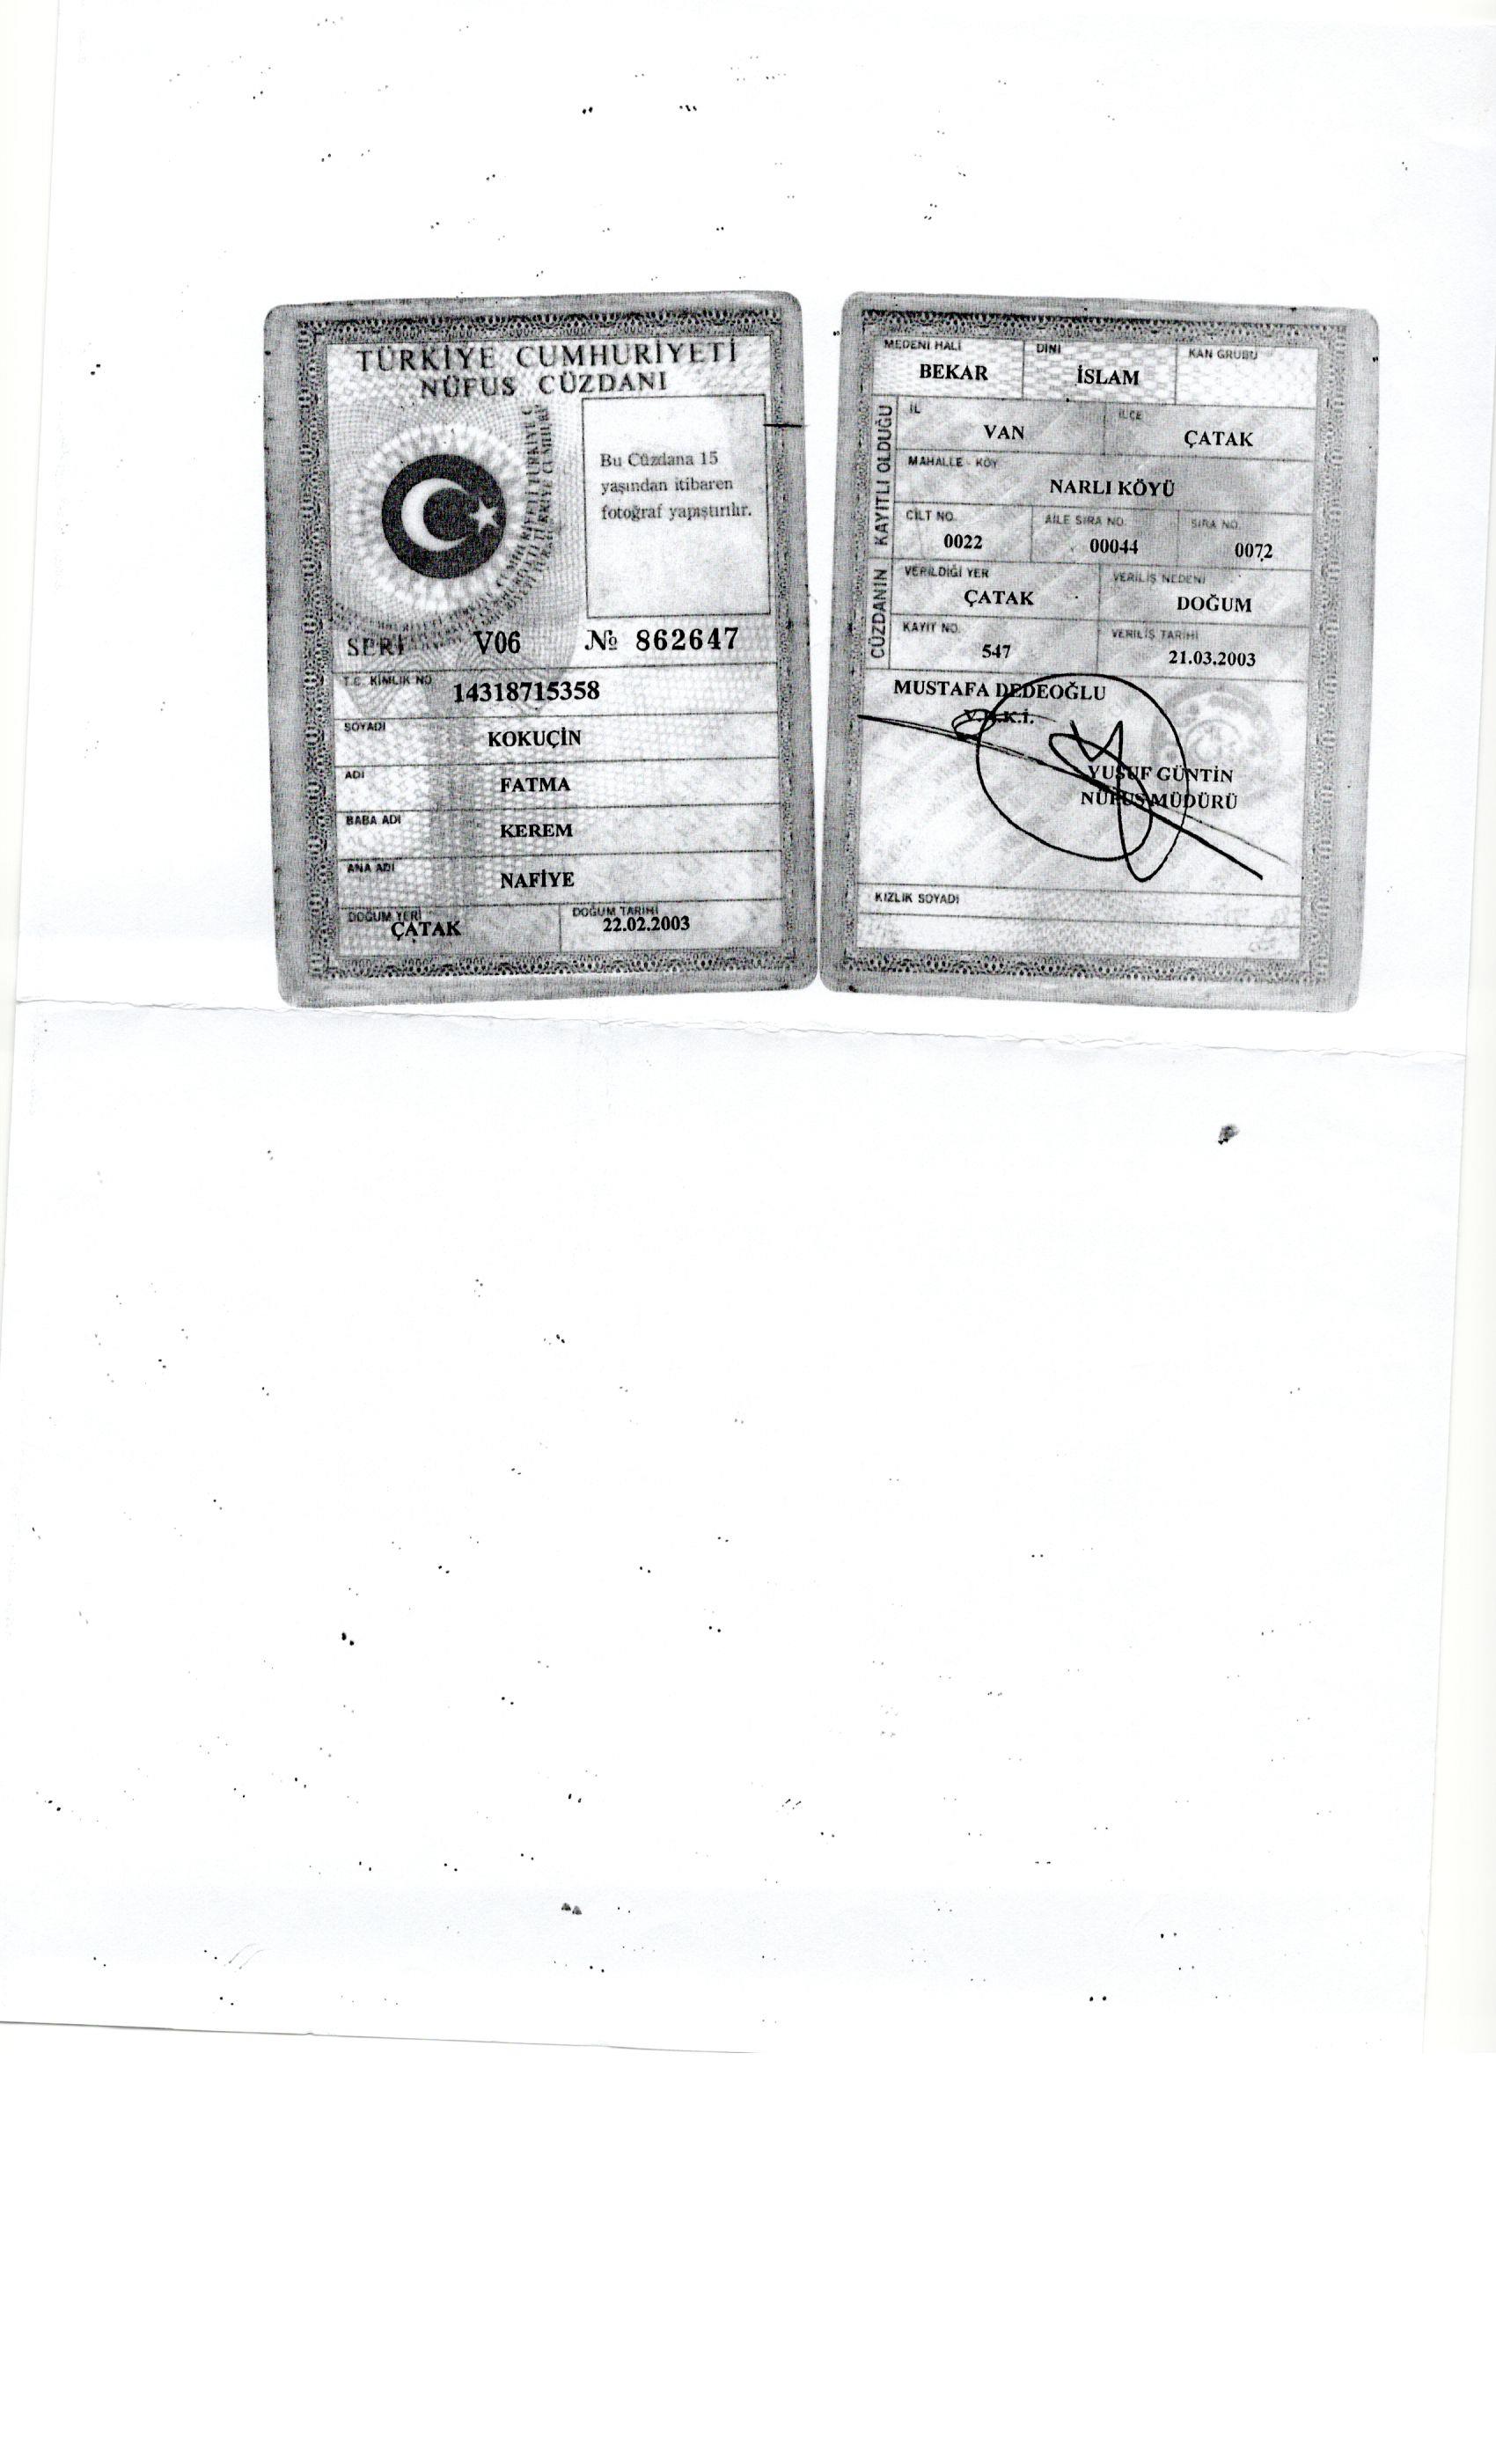 TÜRKİYE CUMHURİYETİ
NÜFUS CÜZDANI
Bu Cüzdana 15
yaşından itibaren
fotoğraf yapıştırılır.
SERİ V06 № 862647
T.C. KİMLİK NO 14318715358
SOYADI KOKUÇİN
ADI FATMA
BABA ADI KEREM
ANA ADI NAFİYE
DOĞUM YERİ DOĞUM TARİHİ
ÇATAK 22.02.2003
MEDENİ HALİ DİNİ KAN GRUBU
BEKAR İSLAM
CÜZDANIN KAYITLI OLDUĞU
İL İLÇE
VAN ÇATAK
MAHALLE - KÖY
NARLI KÖYÜ
CİLT NO. AİLE SIRA NO. SIRA NO.
0022 00044 0072
VERİLDİĞİ YER VERİLİŞ NEDENİ
ÇATAK DOĞUM
KAYIT NO. VERİLİŞ TARİHİ
547 21.03.2003
MUSTAFA DEDEOĞLU
V.H.K.İ.
YUSUF GÜNTİN
NÜFUS MÜDÜRÜ
KIZLIK SOYADI